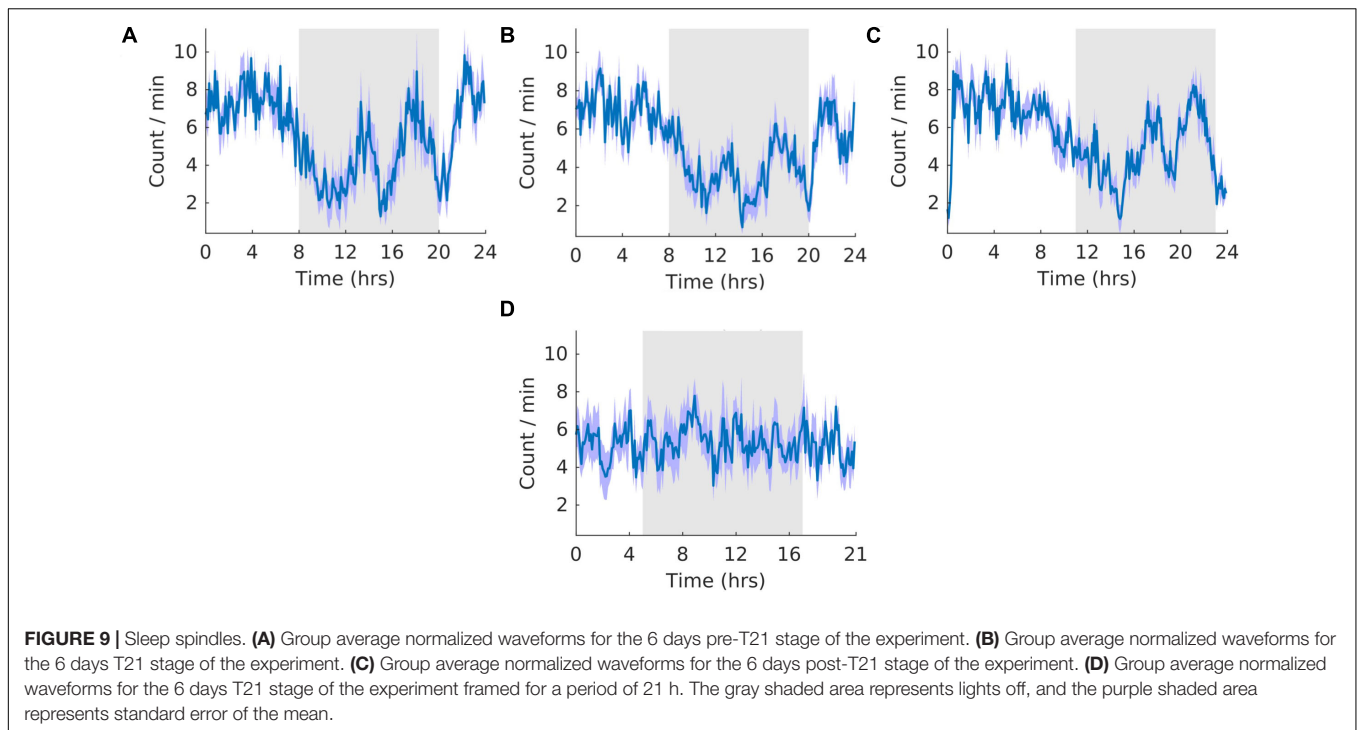 A
B
C
10
8
6
4
2
Count / min
0 4 8 12 16 20 24
Time (hrs)
10
8
6
4
2
Count / min
0 4 8 12 16 20 24
Time (hrs)
10
8
6
4
2
Count / min
0 4 8 12 16 20 24
Time (hrs)
D
10
8
6
4
2
Count / min
0 4 8 12 16 21
Time (hrs)
FIGURE 9 | Sleep spindles. (A) Group average normalized waveforms for the 6 days pre-T21 stage of the experiment. (B) Group average normalized waveforms for
the 6 days T21 stage of the experiment. (C) Group average normalized waveforms for the 6 days post-T21 stage of the experiment. (D) Group average normalized
waveforms for the 6 days T21 stage of the experiment framed for a period of 21 h. The gray shaded area represents lights off, and the purple shaded area
represents standard error of the mean.